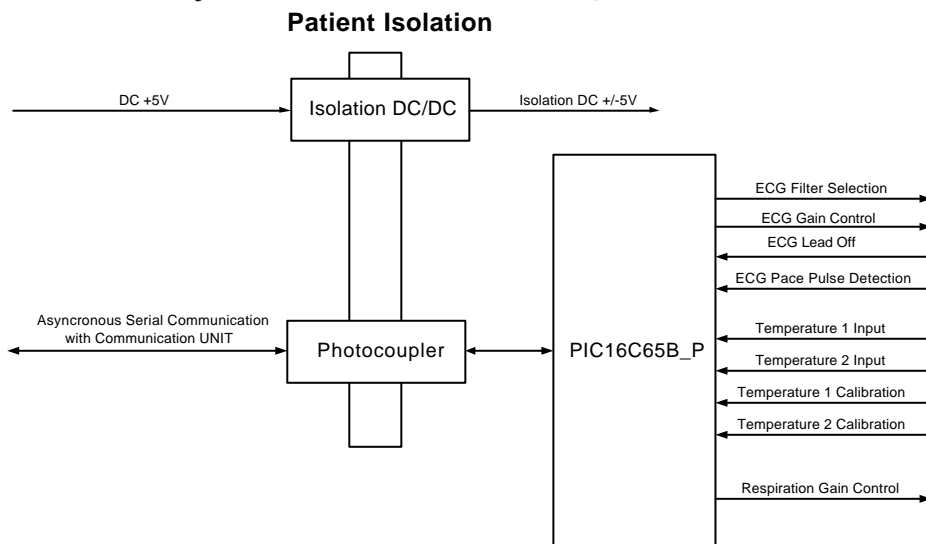 Patient Isolation
DC +5V
Isolation DC/DC
Isolation DC +/-5V
ECG Filter Selection
ECG Gain Control
ECG Lead Off
ECG Pace Pulse Detection
Asyncronous Serial Communication
with Communication UNIT
Photocoupler
PIC16C65B_P
Temperature 1 Input
Temperature 2 Input
Temperature 1 Calibration
Temperature 2 Calibration
Respiration Gain Control